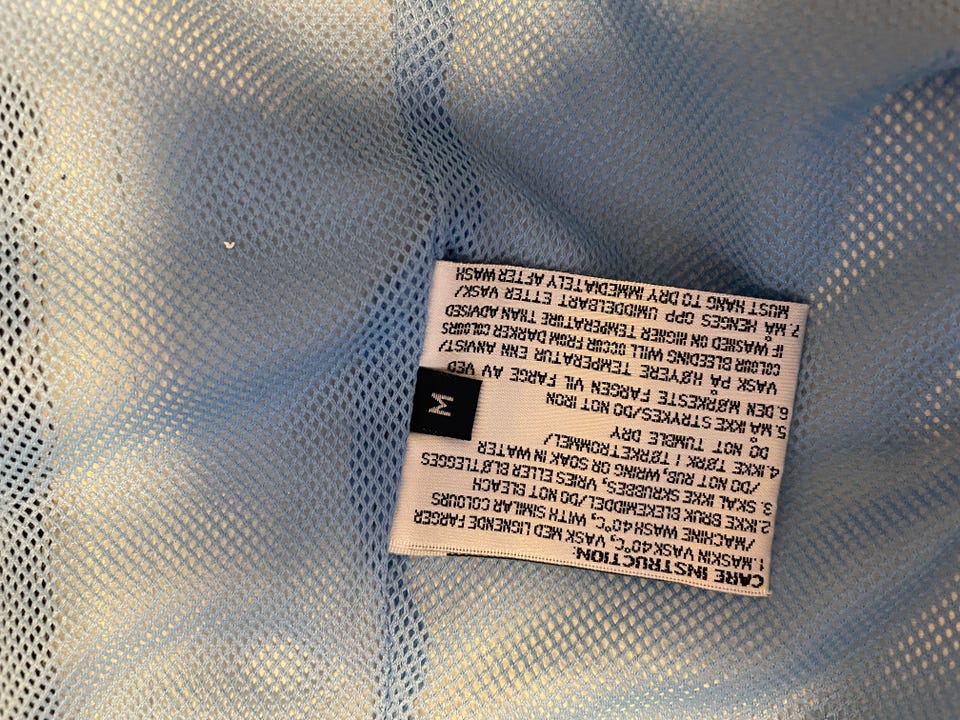 CARE INSTRUCTION:
1. MASKIN VASK 40°C, VASK MED LIGNENDE FARGER
/MACHINE WASH 40°C, WITH SIMILAR COLOURS
2. IKKE BRUK BLEKEMIDDEL/DO NOT BLEACH
3. SKAL IKKE SKRUBBES, VRIES ELLER BLØTLEGGES
/DO NOT RUB, WRING OR SOAK IN WATER
4. IKKE TØRK I TØRKETROMMEL/
DO NOT TUMBLE DRY
5. MÅ IKKE STRYKES/DO NOT IRON
6. DEN MØRKESTE FARGEN VIL FARGE AV VED
VASK PÅ HØYERE TEMPERATUR ENN ANVIST/
COLOUR BLEEDING WILL OCCUR FROM DARKER COLOURS
IF WASHED ON HIGHER TEMPERATURE THAN ADVISED
7. MÅ HENGES OPP UMIDDELBART ETTER VASK/
MUST HANG TO DRY IMMEDIATELY AFTER WASH
M